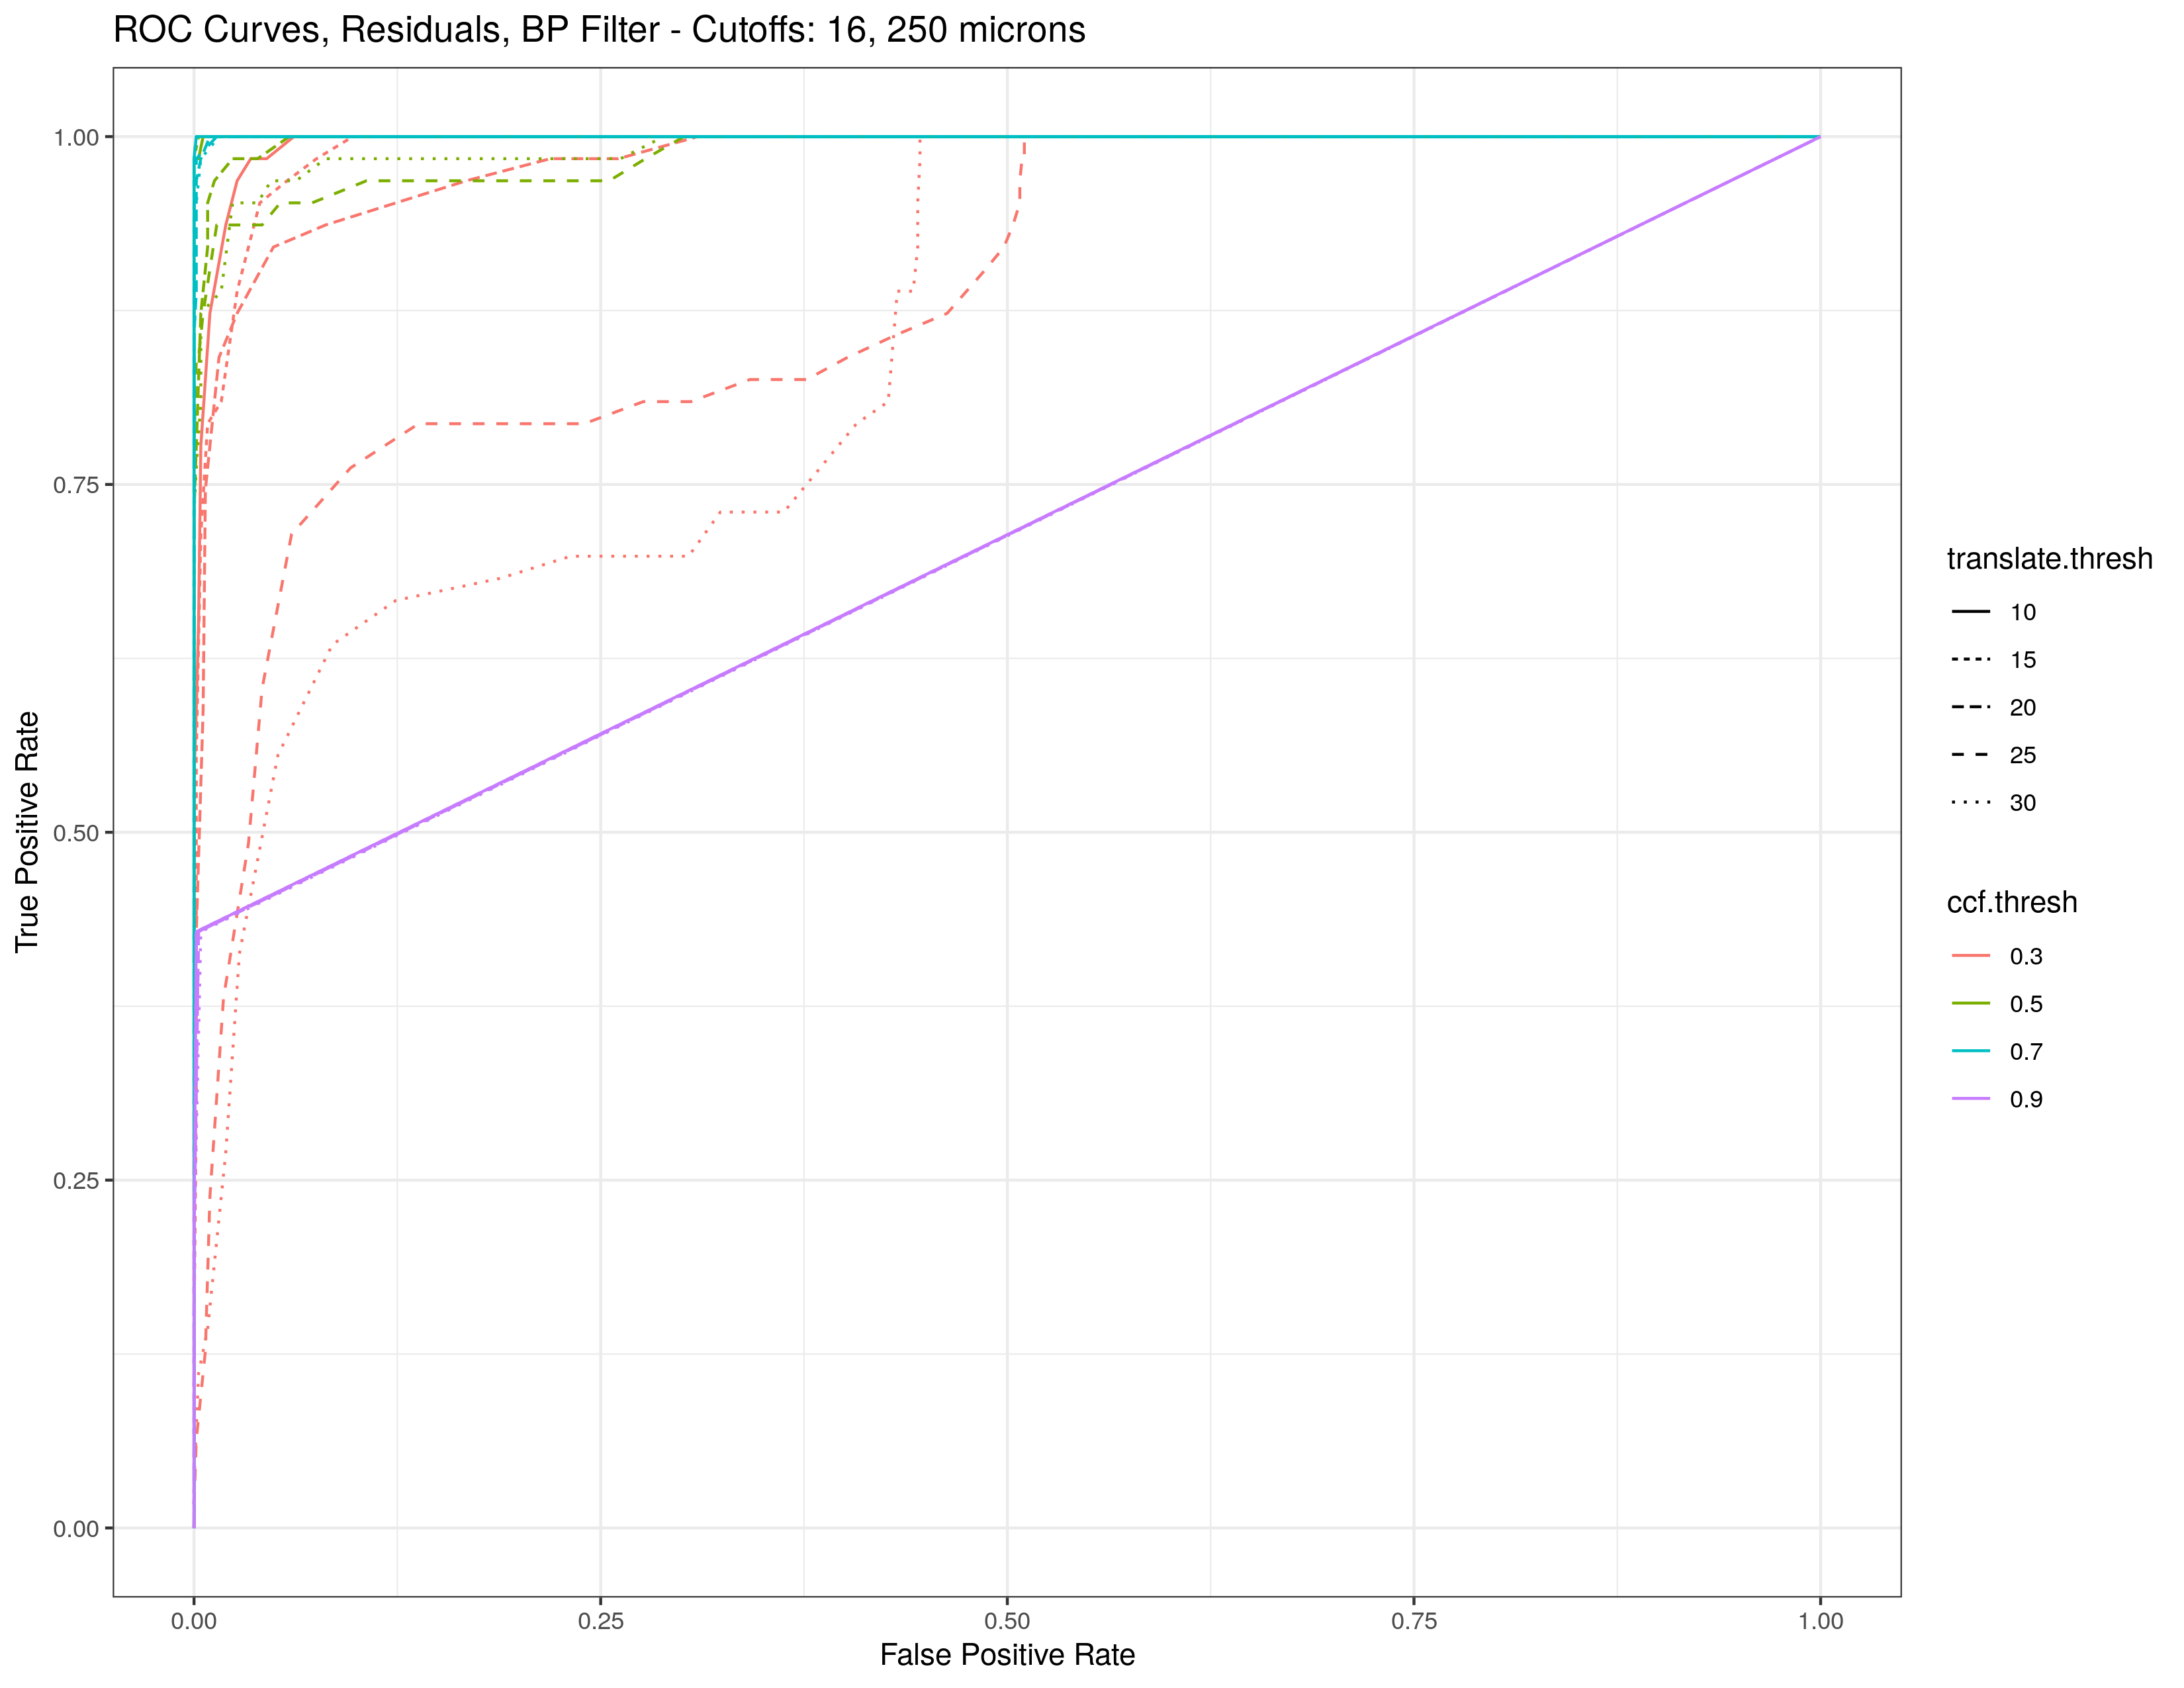 ROC Curves, Residuals, BP Filter - Cutoffs: 16, 250 microns
1.00
0.75
0.50
0.25
0.00
True Positive Rate
0.00 0.25 0.50 0.75 1.00
False Positive Rate
translate.thresh
10
15
20
25
30
ccf.thresh
0.3
0.5
0.7
0.9